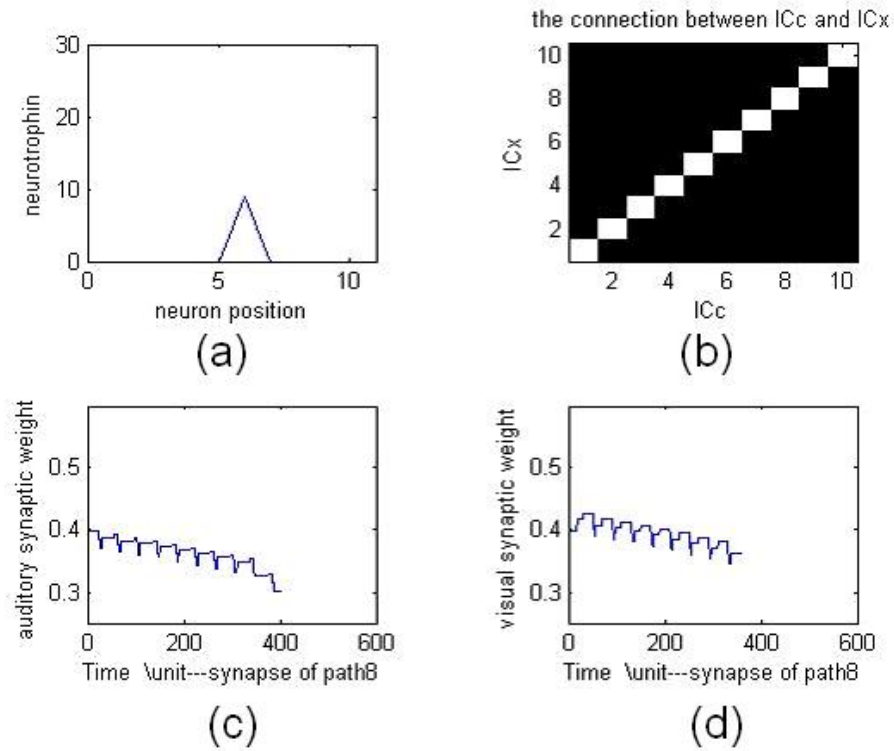 30
20
10
0
neurotrophin
0 5 10
neuron position
(a)
the connection between ICc and ICx
10
8
6
4
2
ICx
2 4 6 8 10
ICc
(b)
0.5
0.4
0.3
auditory synaptic weight
0 200 400 600
Time \unit---synapse of path8
(c)
0.5
0.4
0.3
visual synaptic weight
0 200 400 600
Time \unit---synapse of path8
(d)